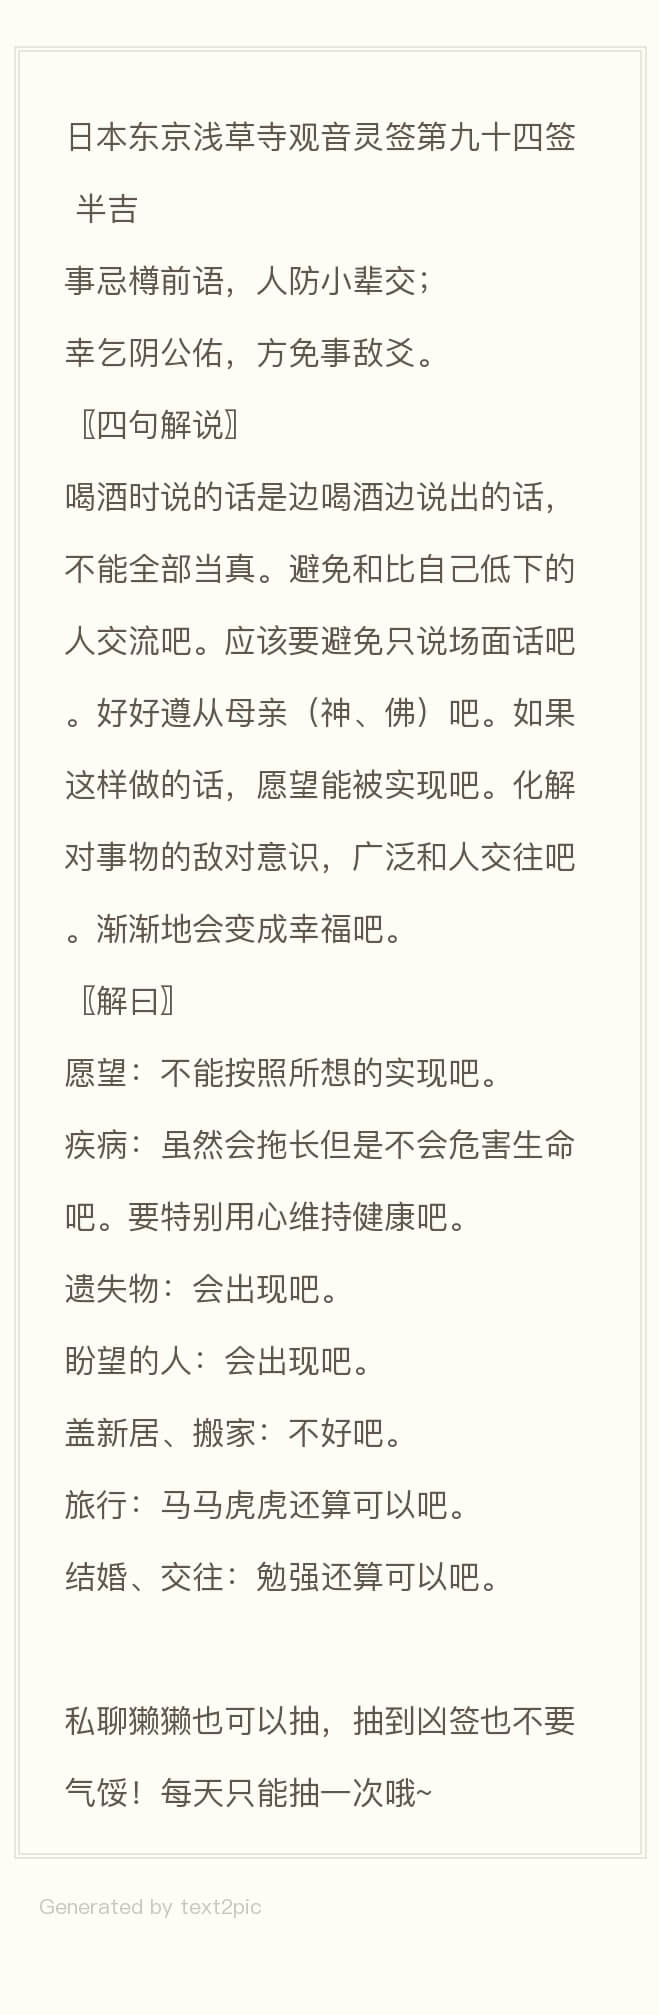 日本东京浅草寺观音灵签第九十四签
半吉
事忌樽前语，人防小辈交；
幸乞阴公佑，方免事敌爻。
〖四句解说〗
喝酒时说的话是边喝酒边说出的话，
不能全部当真。避免和比自己低下的
人交流吧。应该要避免只说场面话吧
。好好遵从母亲（神、佛）吧。如果
这样做的话，愿望能被实现吧。化解
对事物的敌对意识，广泛和人交往吧
。渐渐地会变成幸福吧。
〖解曰〗
愿望：不能按照所想的实现吧。
疾病：虽然会拖长但是不会危害生命
吧。要特别用心维持健康吧。
遗失物：会出现吧。
盼望的人：会出现吧。
盖新居、搬家：不好吧。
旅行：马马虎虎还算可以吧。
结婚、交往：勉强还算可以吧。
私聊獭獭也可以抽，抽到凶签也不要
气馁！每天只能抽一次哦~
Generated by text2pic